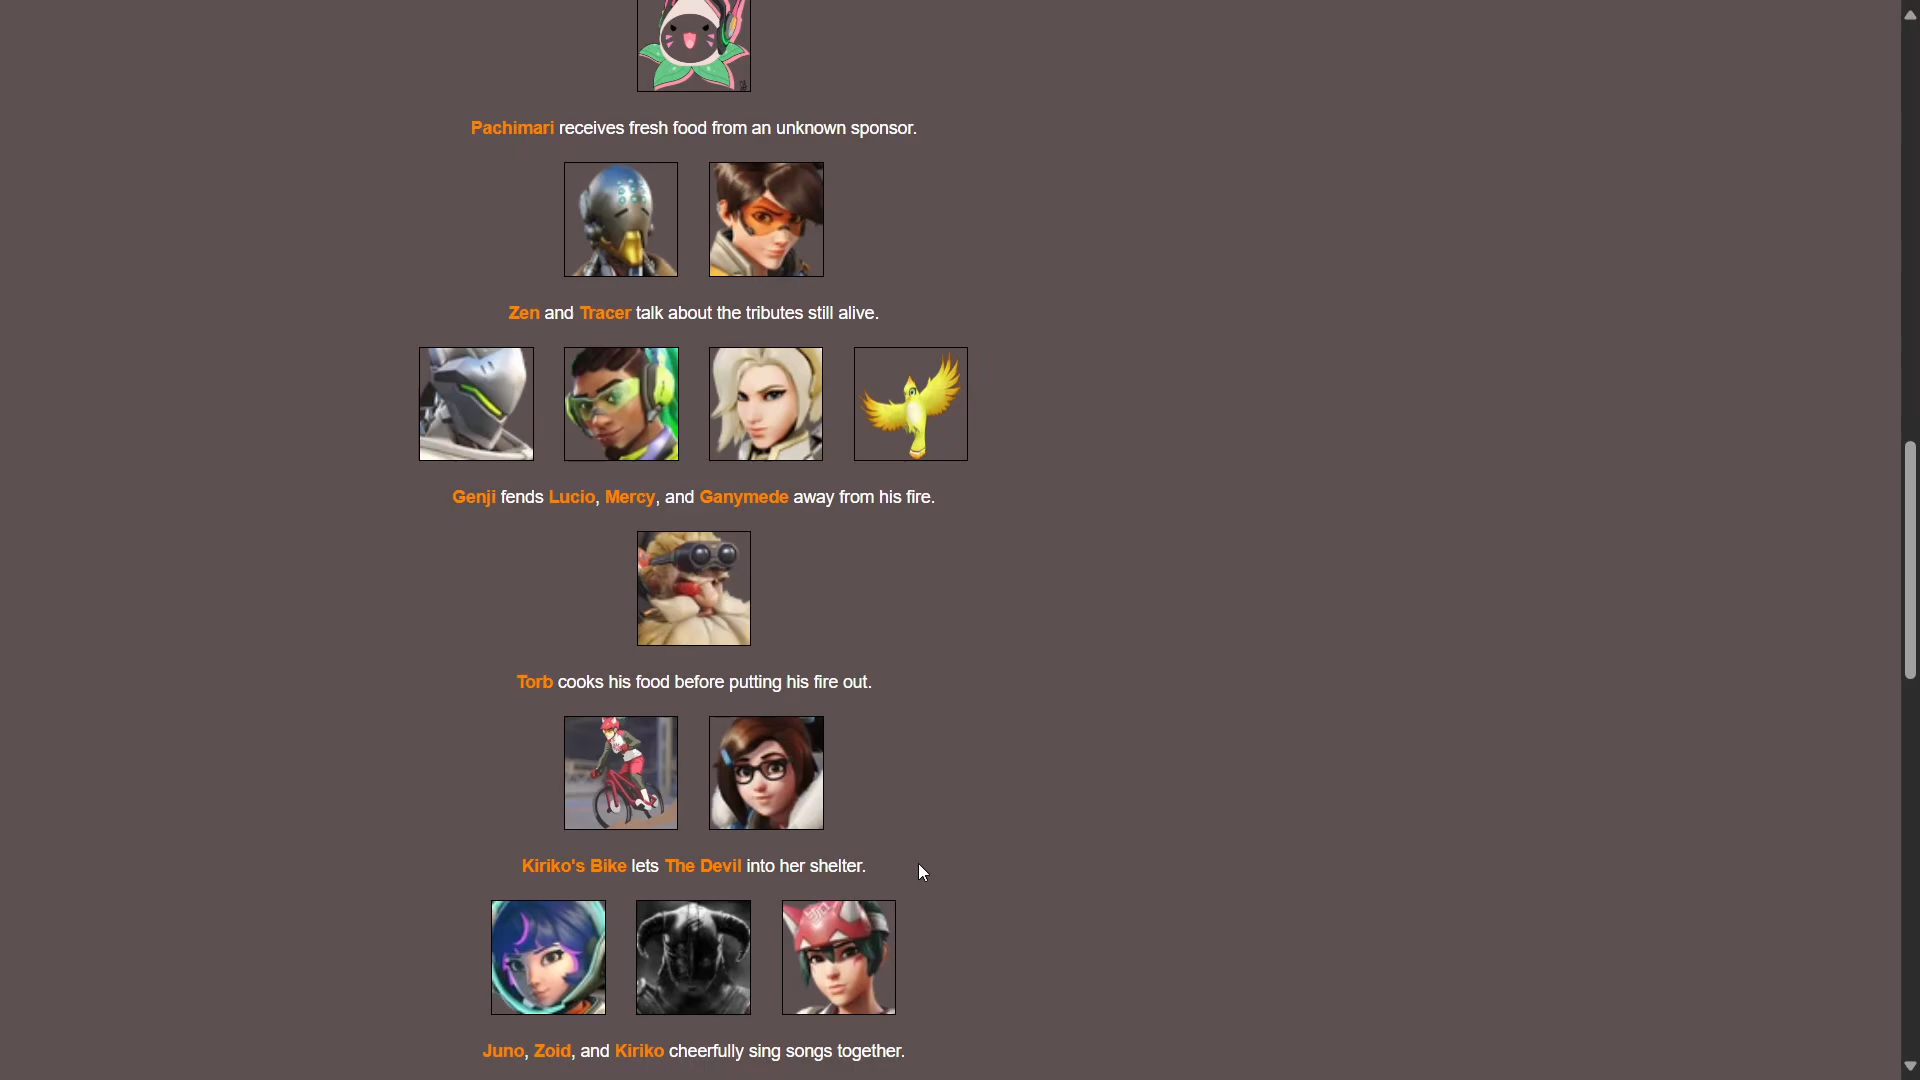 Pachimari receives fresh food from an unknown sponsor.
Zen and Tracer talk about the tributes still alive.
Genji fends Lucio, Mercy, and Ganymede away from his fire.
Torb cooks his food before putting his fire out.
Kiriko's Bike lets The Devil into her shelter.
Juno, Zoid, and Kiriko cheerfully sing songs together.